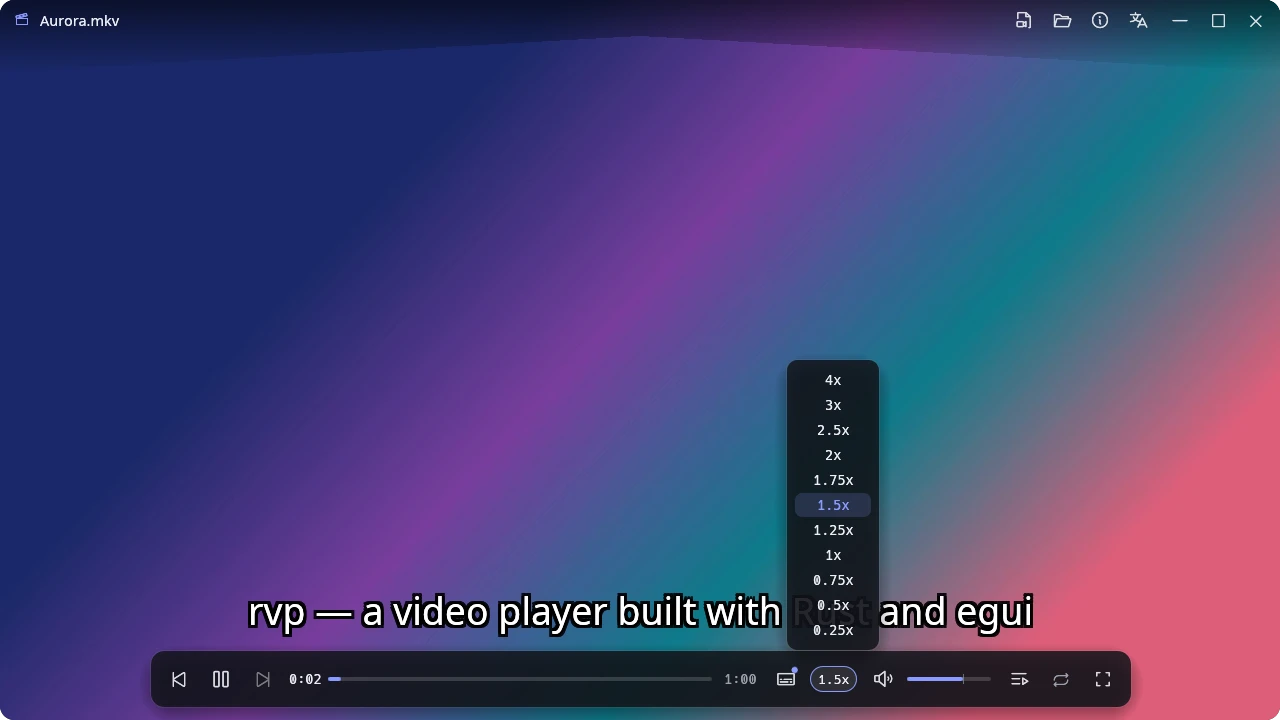 Aurora.mkv
4x
3x
2.5x
2x
1.75x
1.5x
1.25x
1x
0.75x
0.5x
0.25x
rvp — a video player built with Rust and egui
0:02
1:00
1.5x